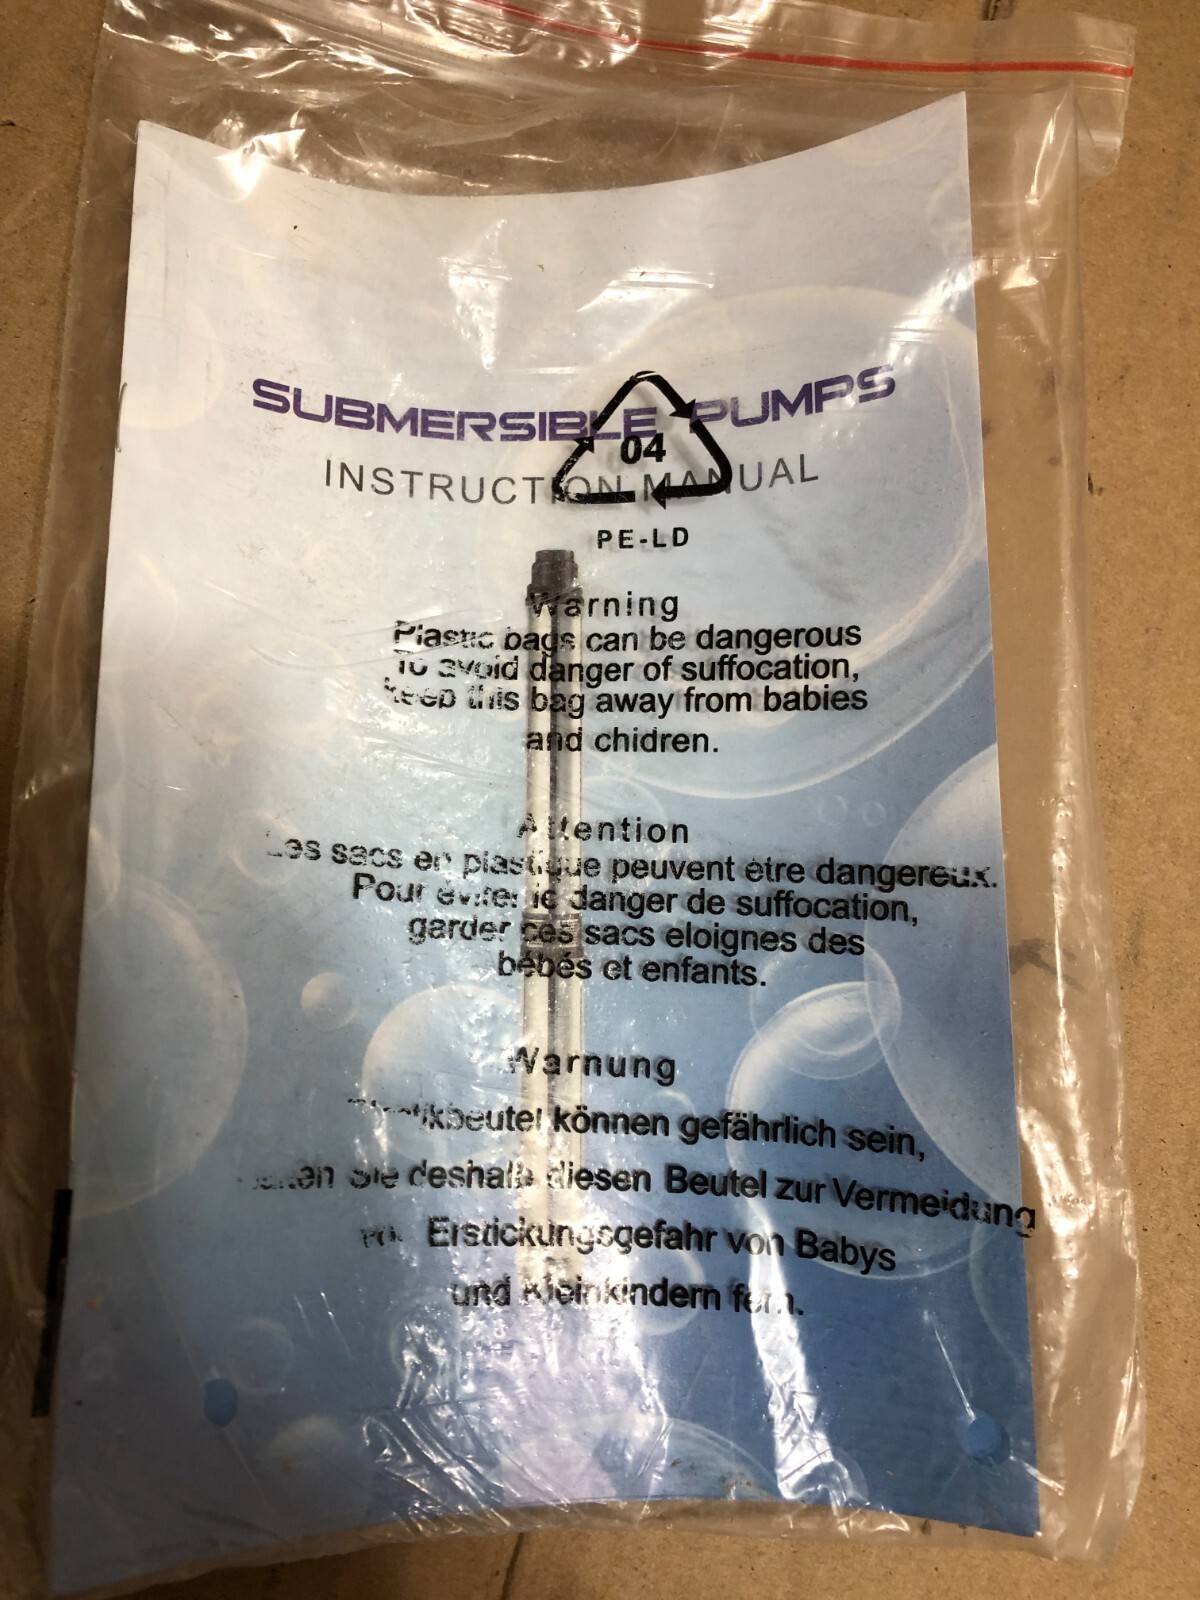 SUBMERSIBLE PUMPS
INSTRUCTION MANUAL
04
PE-LD
Warning
Plastic bags can be dangerous
To avoid danger of suffocation,
keep this bag away from babies
and chidren.
Attention
Les sacs en plastique peuvent être dangereux.
Pour eviter le danger de suffocation,
garder ces sacs eloignes des
bébés et enfants.
Warnung
Plastikbeutel können gefährlich sein,
Sie deshalb diesen Beutel zur Vermeidung
von Erstickungsgefahr von Babys
und Kleinkindern fern.